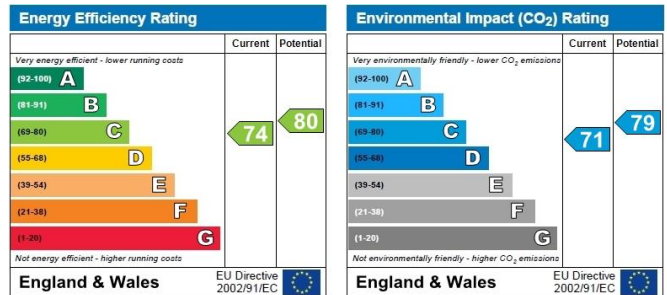 Energy Efficiency Rating
Current Potential
Very energy efficient - lower running costs
(92-100) A
(81-91) B
(69-80) C
(55-68) D
(39-54) E
(21-38) F
(1-20) G
74
80
Not energy efficient - higher running costs
England & Wales
EU Directive
2002/91/EC
Environmental Impact (CO₂) Rating
Current Potential
Very environmentally friendly - lower CO₂ emissions
(92-100) A
(81-91) B
(69-80) C
(55-68) D
(39-54) E
(21-38) F
(1-20) G
71
79
Not environmentally friendly - higher CO₂ emissions
England & Wales
EU Directive
2002/91/EC